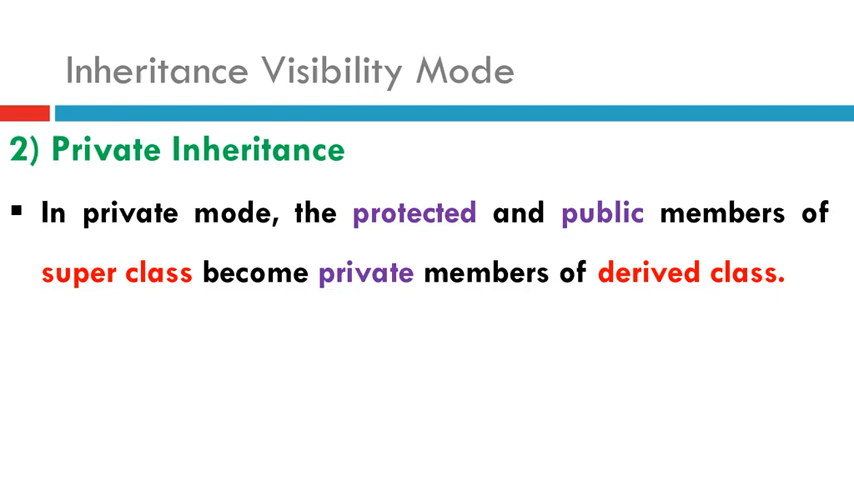 Inheritance Visibility Mode
2) Private Inheritance
▪ In private mode, the protected and public members of
super class become private members of derived class.